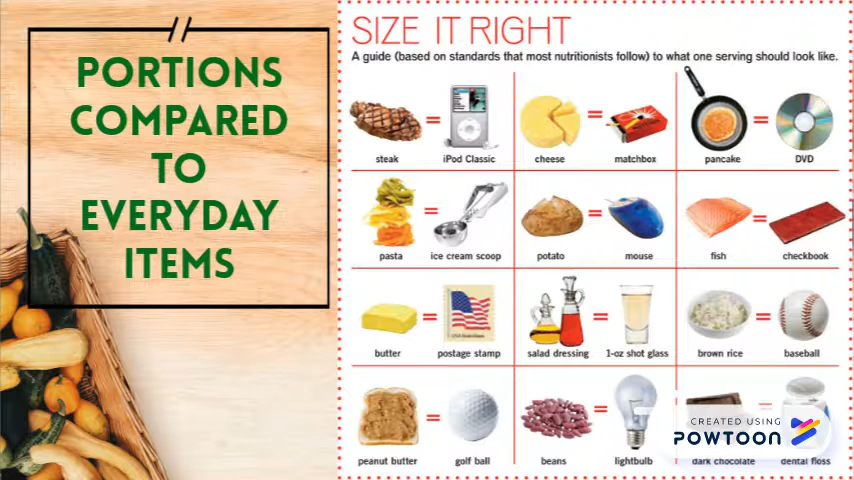 PORTIONS
COMPARED
TO
EVERYDAY
ITEMS
SIZE IT RIGHT
A guide (based on standards that most nutritionists follow) to what one serving should look like.
steak = iPod Classic
cheese = matchbox
pancake = DVD
pasta = ice cream scoop
potato = mouse
fish = checkbook
butter = postage stamp
salad dressing = 1-oz shot glass
brown rice = baseball
peanut butter = golf ball
beans = lightbulb
dark chocolate = dental floss
CREATED USING
POWTOON